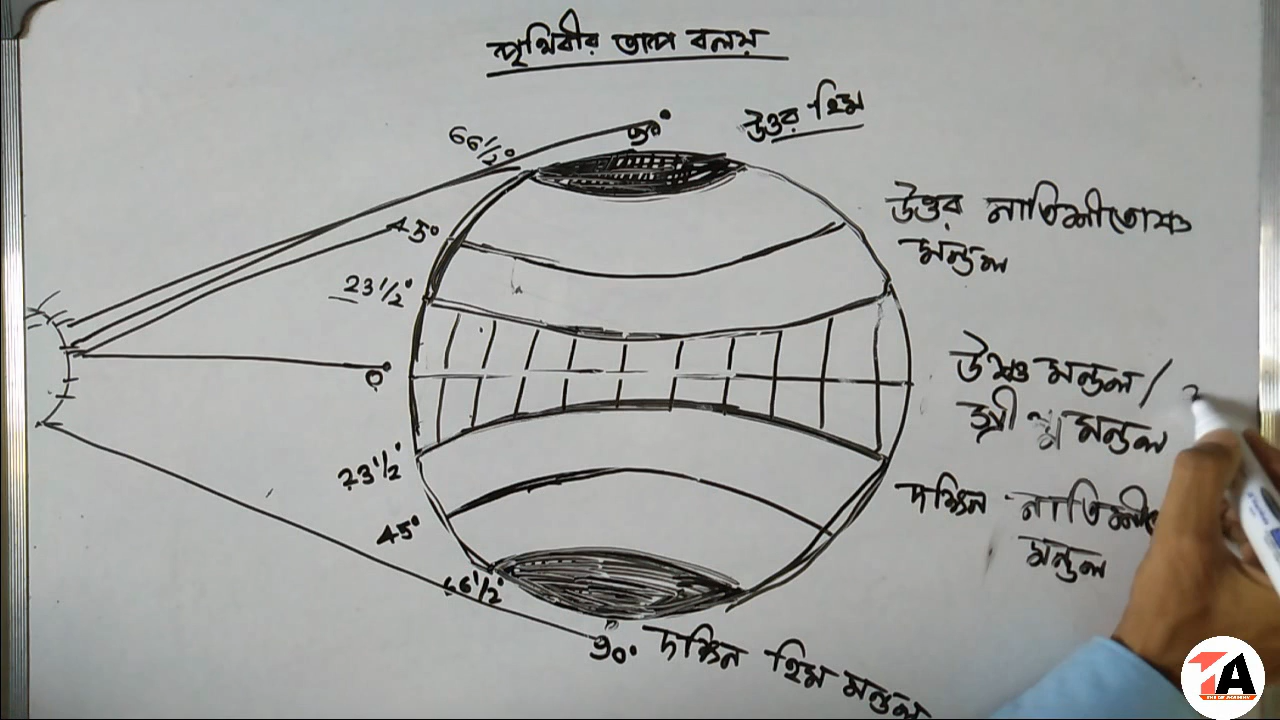 পৃথিবীর তাপ বলয়
উত্তর হিম
90°
66½°
45°
উত্তর নাতিশীতোষ্ণ
মন্ডল
23½°
0°
উষ্ণ মন্ডল /
গ্রীষ্ম মন্ডল
23½°
দক্ষিন নাতিশী
মন্ডল
45°
66½°
90° দক্ষিন হিম মন্ডল
1A